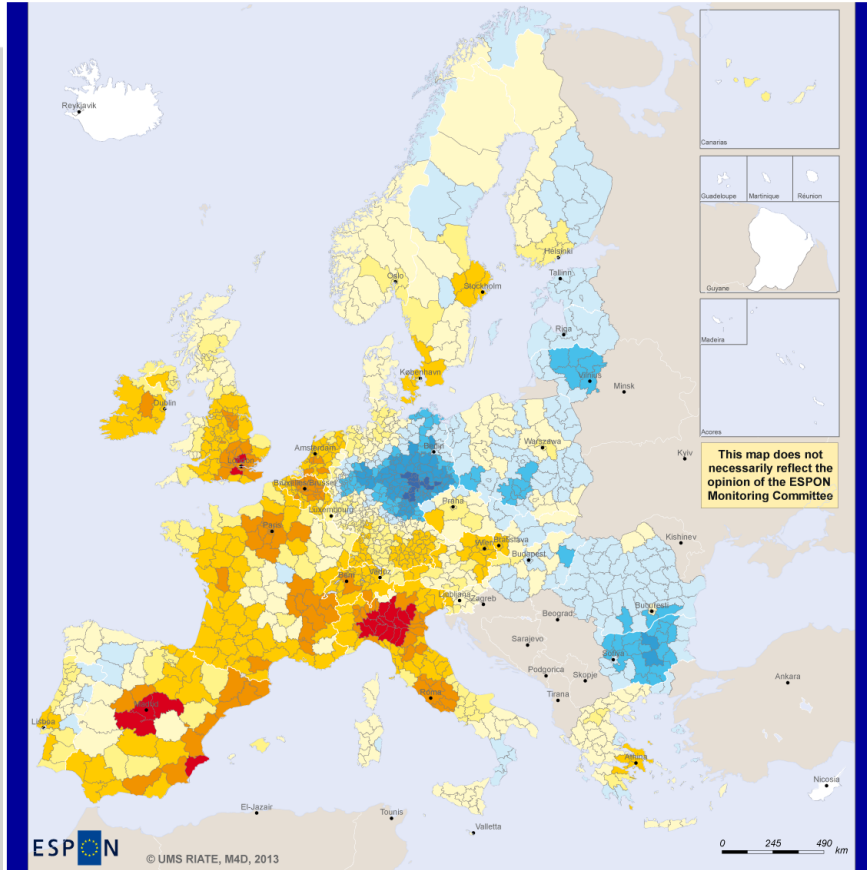 Reykjavik
Canarias
Guadeloupe
Martinique
Réunion
Guyane
Madeira
Acores
This map does not
necessarily reflect the
opinion of the ESPON
Monitoring Committee
Helsinki
Oslo
Tallinn
Stockholm
Riga
København
Vilnius
Minsk
Dublin
Amsterdam
Berlin
Warszawa
Kyiv
Bruxelles/Brussel
Luxembourg
Praha
Paris
Wien
Bratislava
Kishinev
Budapest
Bern
Vaduz
Ljubljana
Zagreb
Bucuresti
Beograd
Sarajevo
Sofiya
Podgorica
Skopje
Roma
Tirana
Ankara
Madrid
Lisboa
Athina
Nicosia
El-Jazair
Tounis
Valletta
ESPON
© UMS RIATE, M4D, 2013
0 245 490
km